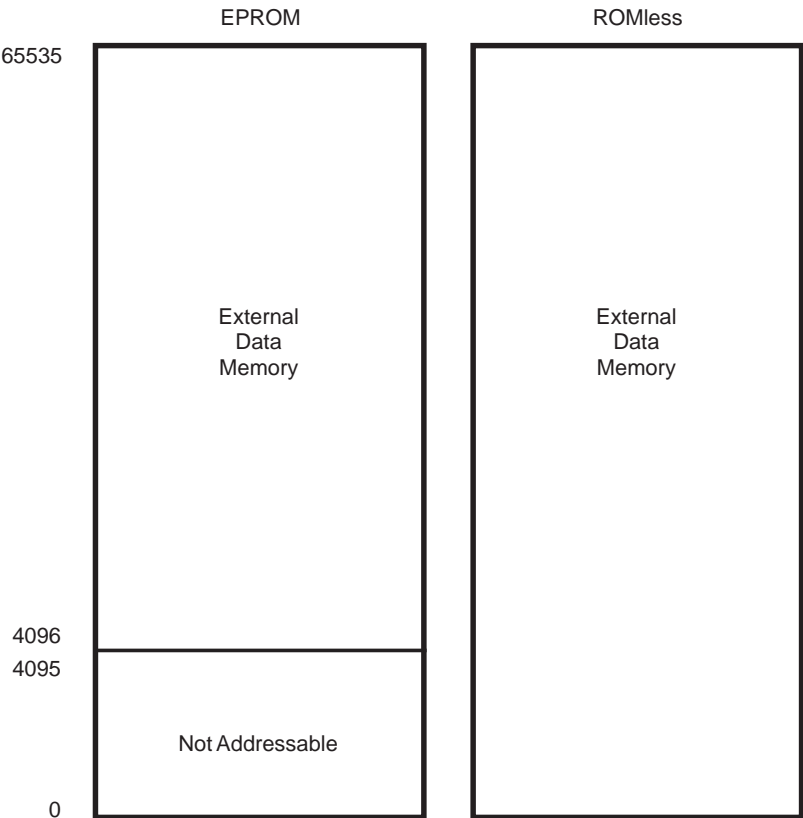 EPROM
ROMless
65535
External
Data
Memory
External
Data
Memory
4096
4095
Not Addressable
0